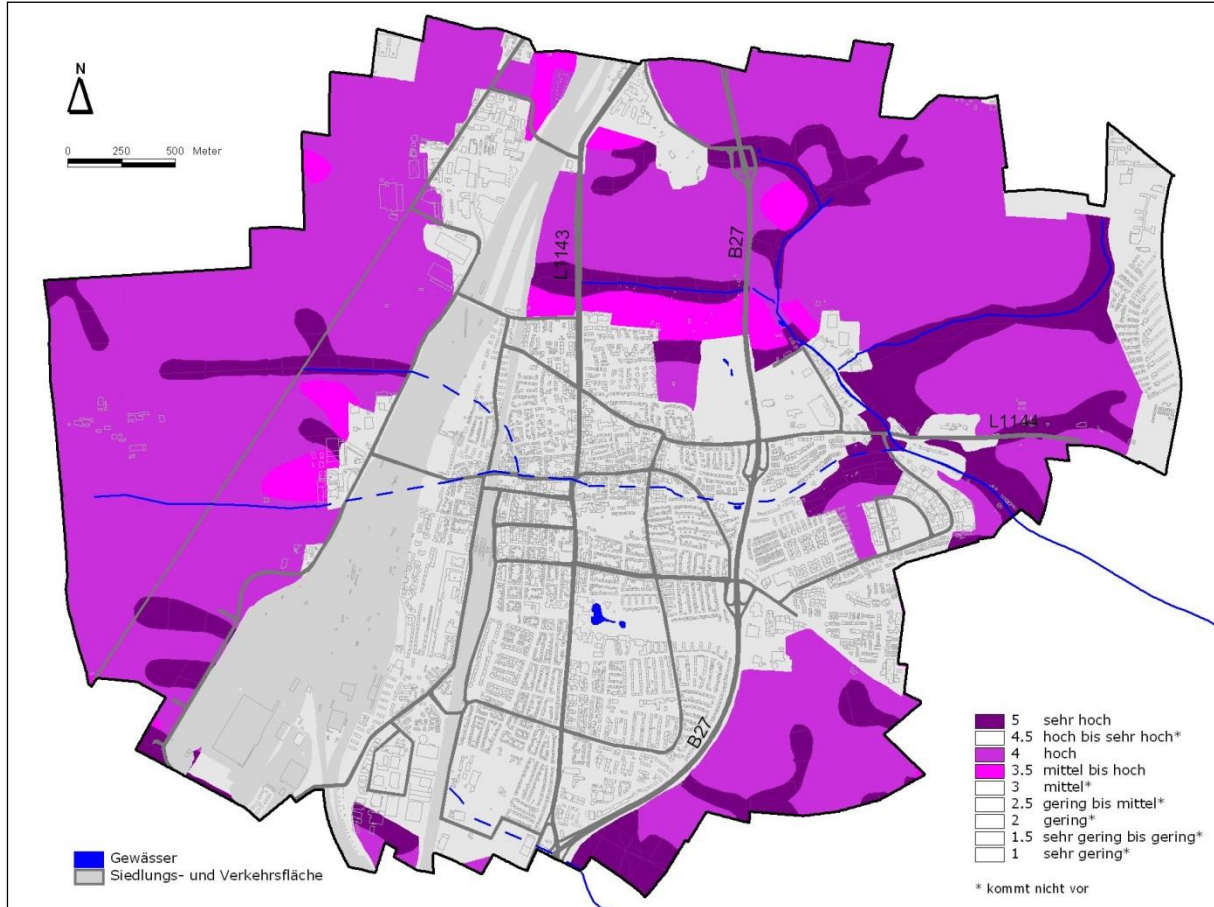 N
0 250 500 Meter
L1143
B27
L1144
B27
5 sehr hoch
4.5 hoch bis sehr hoch*
4 hoch
3.5 mittel bis hoch
3 mittel*
2.5 gering bis mittel*
2 gering*
1.5 sehr gering bis gering*
1 sehr gering*
* kommt nicht vor
Gewässer
Siedlungs- und Verkehrsfläche